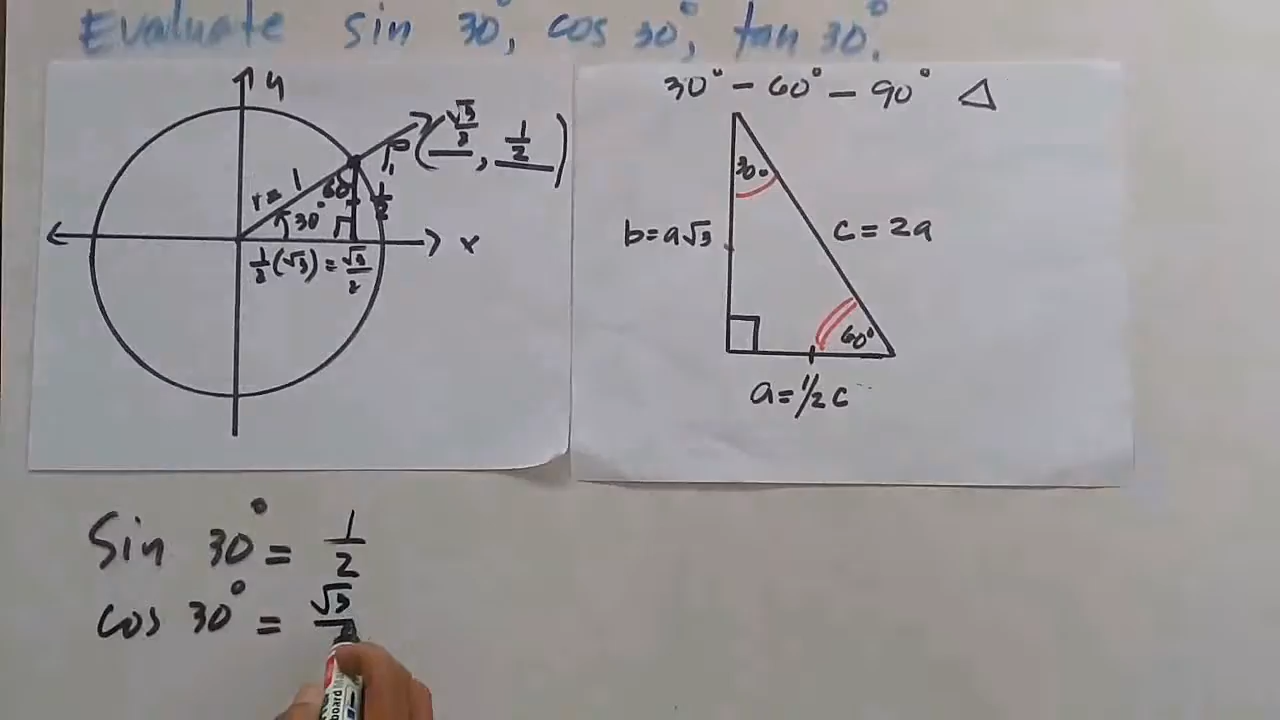 Evaluate sin 30°, cos 30°, tan 30°.
y
(√3/2, 1/2)
r = 1
60°
1/2
30°
x
1/2(√3) = √3/2
30° – 60° – 90° △
30°
b=a√3
c = 2a
60°
a = 1/2 c
Sin 30° = 1/2
cos 30° = √3/2